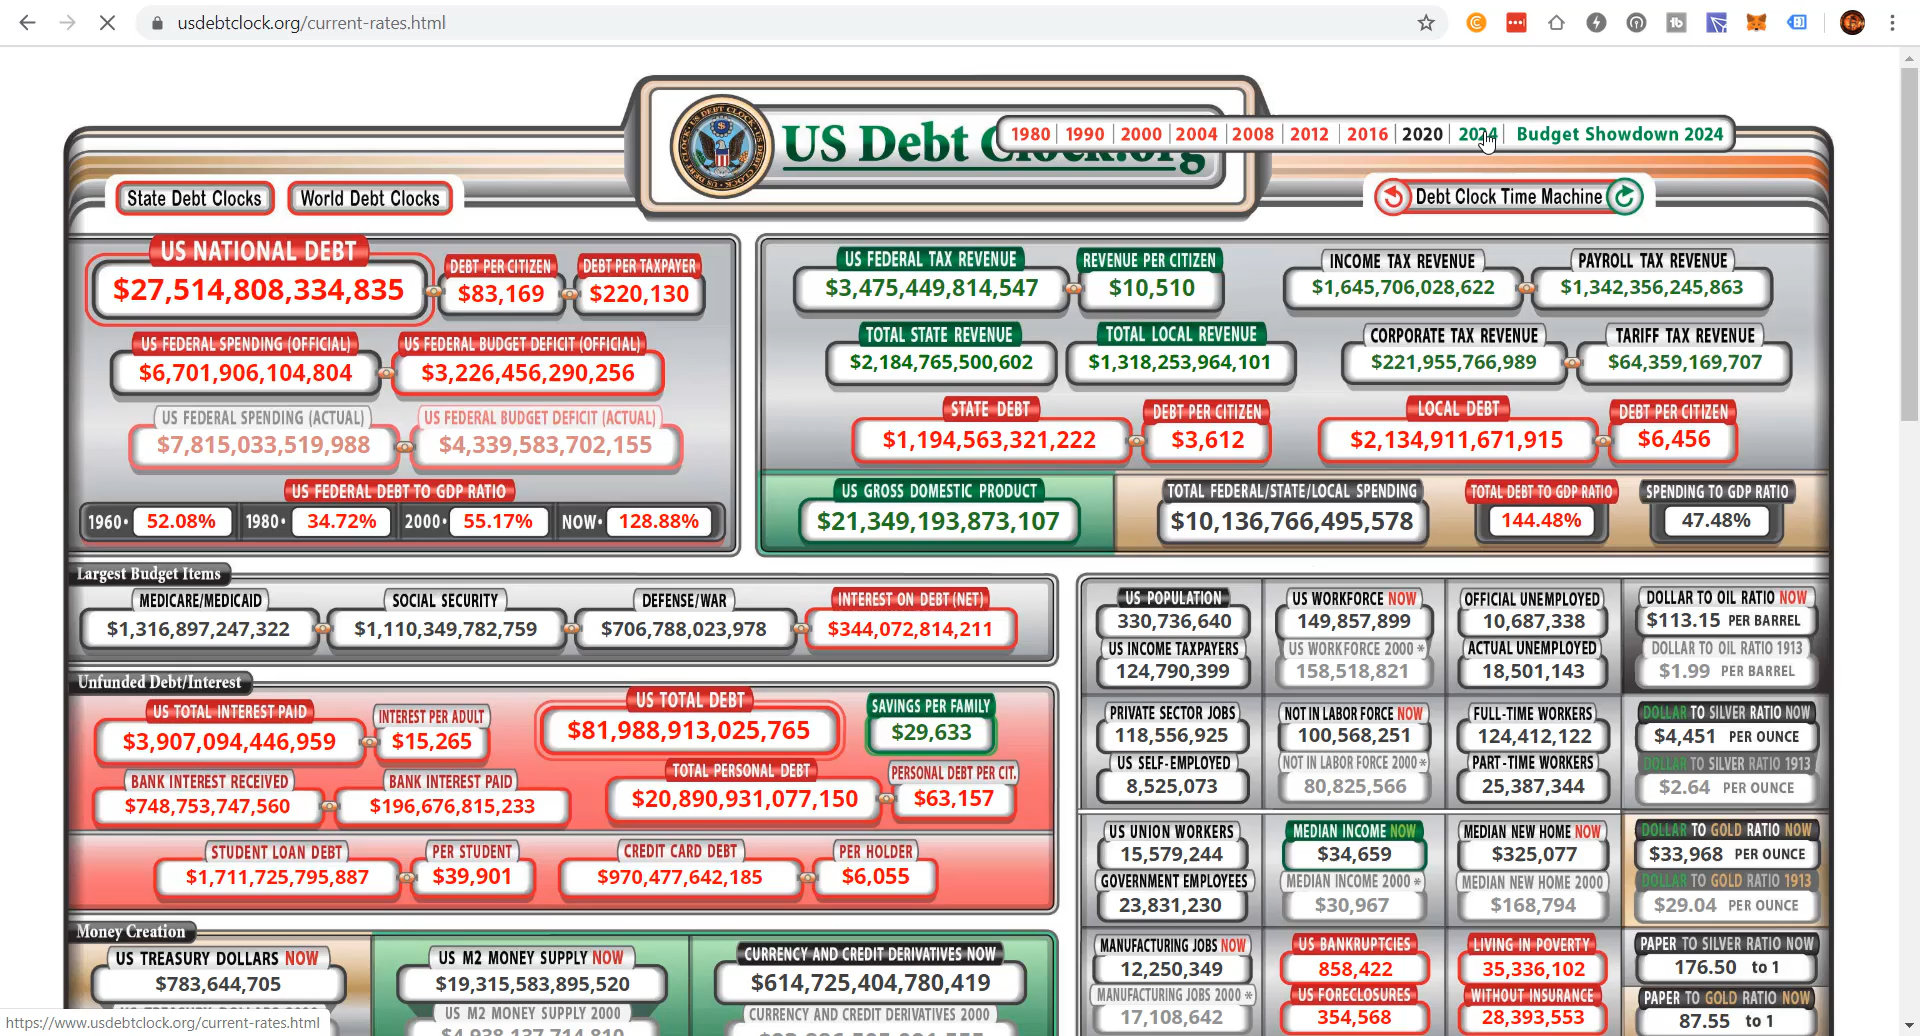 usdebtclock.org/current-rates.html
US Debt Clock.org
1980 | 1990 | 2000 | 2004 | 2008 | 2012 | 2016 | 2020 | 2024 | Budget Showdown 2024
State Debt Clocks World Debt Clocks
Debt Clock Time Machine
US NATIONAL DEBT
$27,514,808,334,835
DEBT PER CITIZEN
$83,169
DEBT PER TAXPAYER
$220,130
US FEDERAL SPENDING (OFFICIAL)
$6,701,906,104,804
US FEDERAL BUDGET DEFICIT (OFFICIAL)
$3,226,456,290,256
US FEDERAL SPENDING (ACTUAL)
$7,815,033,519,988
US FEDERAL BUDGET DEFICIT (ACTUAL)
$4,339,583,702,155
US FEDERAL DEBT TO GDP RATIO
1960• 52.08% 1980• 34.72% 2000• 55.17% NOW• 128.88%
US FEDERAL TAX REVENUE
$3,475,449,814,547
REVENUE PER CITIZEN
$10,510
INCOME TAX REVENUE
$1,645,706,028,622
PAYROLL TAX REVENUE
$1,342,356,245,863
TOTAL STATE REVENUE
$2,184,765,500,602
TOTAL LOCAL REVENUE
$1,318,253,964,101
CORPORATE TAX REVENUE
$221,955,766,989
TARIFF TAX REVENUE
$64,359,169,707
STATE DEBT
$1,194,563,321,222
DEBT PER CITIZEN
$3,612
LOCAL DEBT
$2,134,911,671,915
DEBT PER CITIZEN
$6,456
US GROSS DOMESTIC PRODUCT
$21,349,193,873,107
TOTAL FEDERAL/STATE/LOCAL SPENDING
$10,136,766,495,578
TOTAL DEBT TO GDP RATIO
144.48%
SPENDING TO GDP RATIO
47.48%
Largest Budget Items
MEDICARE/MEDICAID
$1,316,897,247,322
SOCIAL SECURITY
$1,110,349,782,759
DEFENSE/WAR
$706,788,023,978
INTEREST ON DEBT (NET)
$344,072,814,211
Unfunded Debt/Interest
US TOTAL INTEREST PAID
$3,907,094,446,959
INTEREST PER ADULT
$15,265
US TOTAL DEBT
$81,988,913,025,765
SAVINGS PER FAMILY
$29,633
BANK INTEREST RECEIVED
$748,753,747,560
BANK INTEREST PAID
$196,676,815,233
TOTAL PERSONAL DEBT
$20,890,931,077,150
PERSONAL DEBT PER CIT.
$63,157
STUDENT LOAN DEBT
$1,711,725,795,887
PER STUDENT
$39,901
CREDIT CARD DEBT
$970,477,642,185
PER HOLDER
$6,055
Money Creation
US TREASURY DOLLARS NOW
$783,644,705
US M2 MONEY SUPPLY NOW
$19,315,583,895,520
US M2 MONEY SUPPLY 2000
CURRENCY AND CREDIT DERIVATIVES NOW
$614,725,404,780,419
CURRENCY AND CREDIT DERIVATIVES 2000
US POPULATION
330,736,640
US INCOME TAXPAYERS
124,790,399
US WORKFORCE NOW
149,857,899
US WORKFORCE 2000 *
158,518,821
OFFICIAL UNEMPLOYED
10,687,338
ACTUAL UNEMPLOYED
18,501,143
DOLLAR TO OIL RATIO NOW
$113.15 PER BARREL
DOLLAR TO OIL RATIO 1913
$1.99 PER BARREL
PRIVATE SECTOR JOBS
118,556,925
US SELF-EMPLOYED
8,525,073
NOT IN LABOR FORCE NOW
100,568,251
NOT IN LABOR FORCE 2000 *
80,825,566
FULL-TIME WORKERS
124,412,122
PART-TIME WORKERS
25,387,344
DOLLAR TO SILVER RATIO NOW
$4,451 PER OUNCE
DOLLAR TO SILVER RATIO 1913
$2.64 PER OUNCE
US UNION WORKERS
15,579,244
GOVERNMENT EMPLOYEES
23,831,230
MEDIAN INCOME NOW
$34,659
MEDIAN INCOME 2000 *
$30,967
MEDIAN NEW HOME NOW
$325,077
MEDIAN NEW HOME 2000
$168,794
DOLLAR TO GOLD RATIO NOW
$33,968 PER OUNCE
DOLLAR TO GOLD RATIO 1913
$29.04 PER OUNCE
MANUFACTURING JOBS NOW
12,250,349
MANUFACTURING JOBS 2000 *
17,108,642
US BANKRUPTCIES
858,422
US FORECLOSURES
354,568
LIVING IN POVERTY
35,336,102
WITHOUT INSURANCE
28,393,553
PAPER TO SILVER RATIO NOW
176.50 to 1
PAPER TO GOLD RATIO NOW
87.55 to 1
https://www.usdebtclock.org/current-rates.html